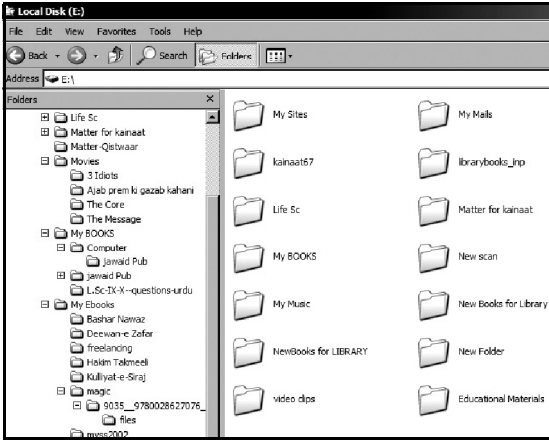 Local Disk (E:)
File Edit View Favorites Tools Help
Back Search Folders
Address E:\
Folders
Life Sc
Matter for kainaat
Matter-Qistwaar
Movies
3 Idiots
Ajab prem ki gazab kahani
The Core
The Message
My BOOKS
Computer
jawaid Pub
jawaid Pub
L.Sc-IX-X--questions-urdu
My Ebooks
Bashar Nawaz
Deewan-e Zafar
freelancing
Hakim Takmeeli
Kulliyat-e-Siraj
magic
9035__9780028627076_
files
myss2002
My Sites My Mails
kainaat67 librarybooks_inp
Life Sc Matter for kainaat
My BOOKS New scan
My Music New Books for Library
NewBooks for LIBRARY New Folder
video clips Educational Materials